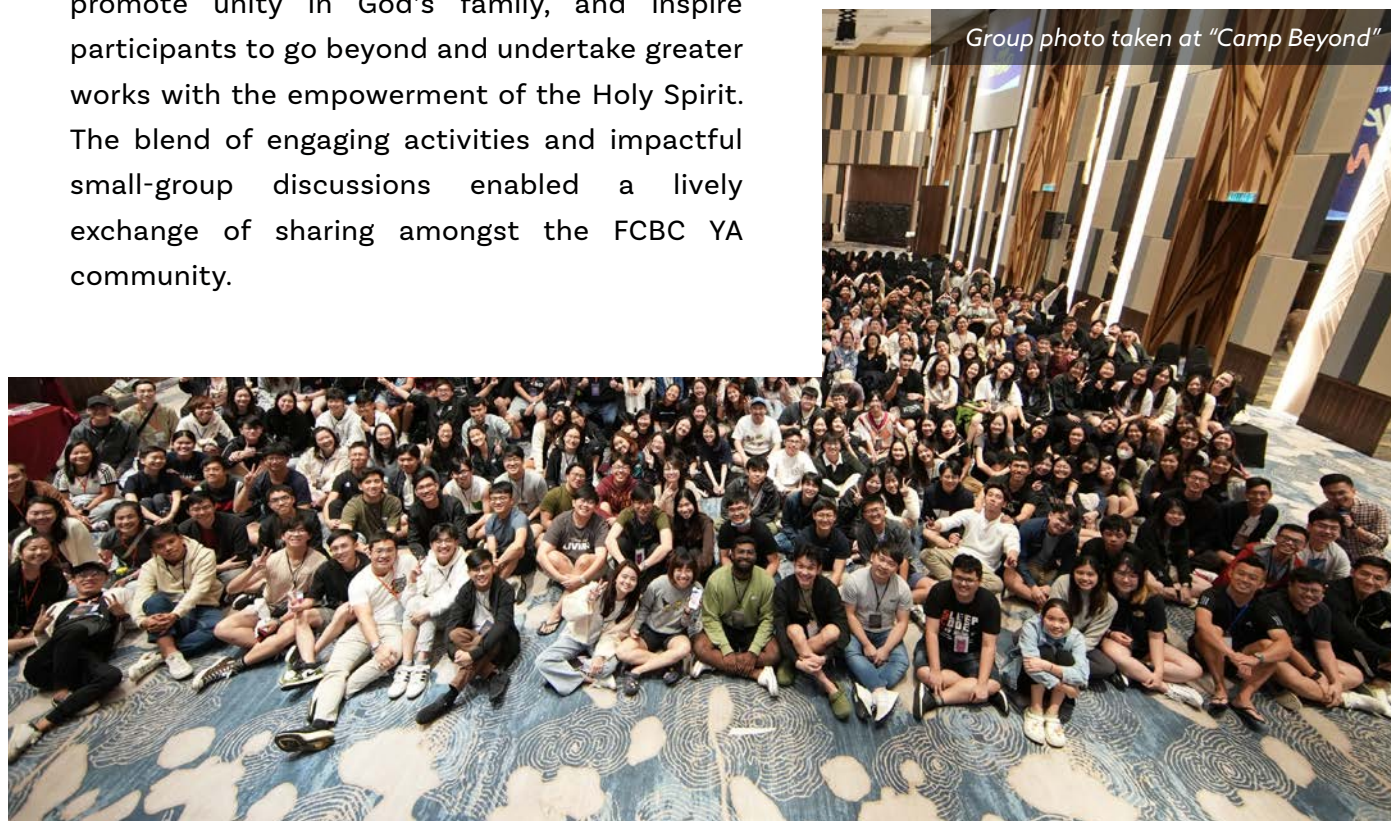 promote unity in God's family, and inspire
participants to go beyond and undertake greater
works with the empowerment of the Holy Spirit.
The blend of engaging activities and impactful
small-group discussions enabled a lively
exchange of sharing amongst the FCBC YA
community.
Group photo taken at “Camp Beyond”